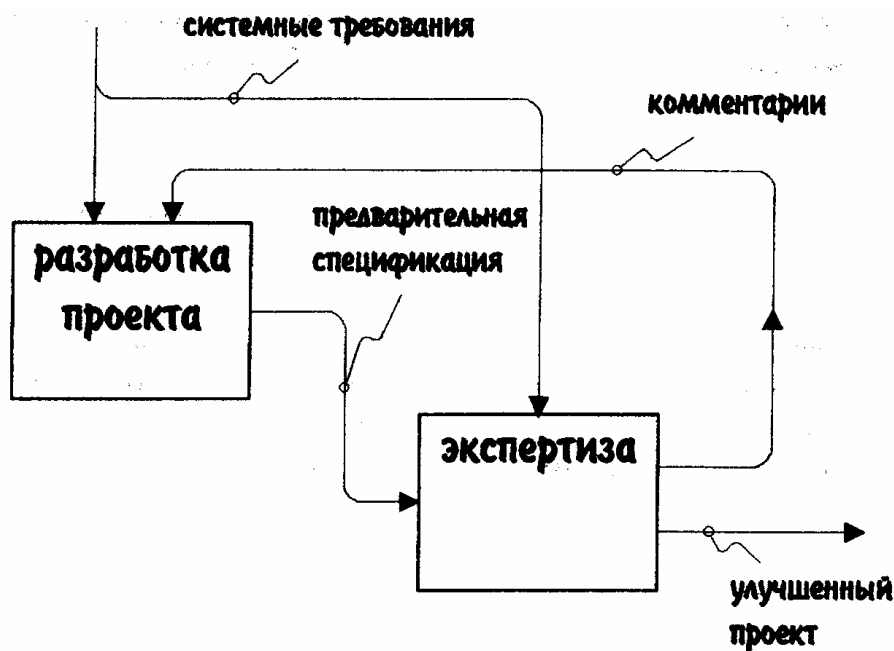 системные требования
комментарии
предварительная
спецификация
разработка
проекта
экспертиза
улучшенный
проект